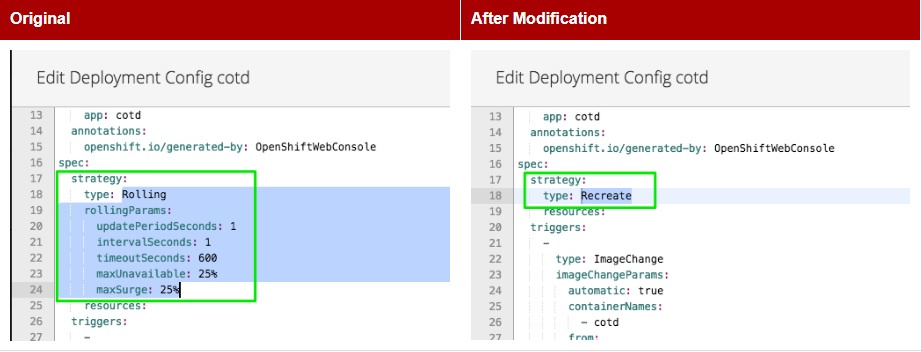 Original
Edit Deployment Config cotd
13 app: cotd
14 annotations:
15 openshift.io/generated-by: OpenShiftWebConsole
16 spec:
17 strategy:
18 type: Rolling
19 rollingParams:
20 updatePeriodSeconds: 1
21 intervalSeconds: 1
22 timeoutSeconds: 600
23 maxUnavailable: 25%
24 maxSurge: 25%
25 resources:
26 triggers:
27 -
After Modification
Edit Deployment Config cotd
13 app: cotd
14 annotations:
15 openshift.io/generated-by: OpenShiftWebConsole
16 spec:
17 strategy:
18 type: Recreate
19 resources:
20 triggers:
21 -
22 type: ImageChange
23 imageChangeParams:
24 automatic: true
25 containerNames:
26 - cotd
27 from: